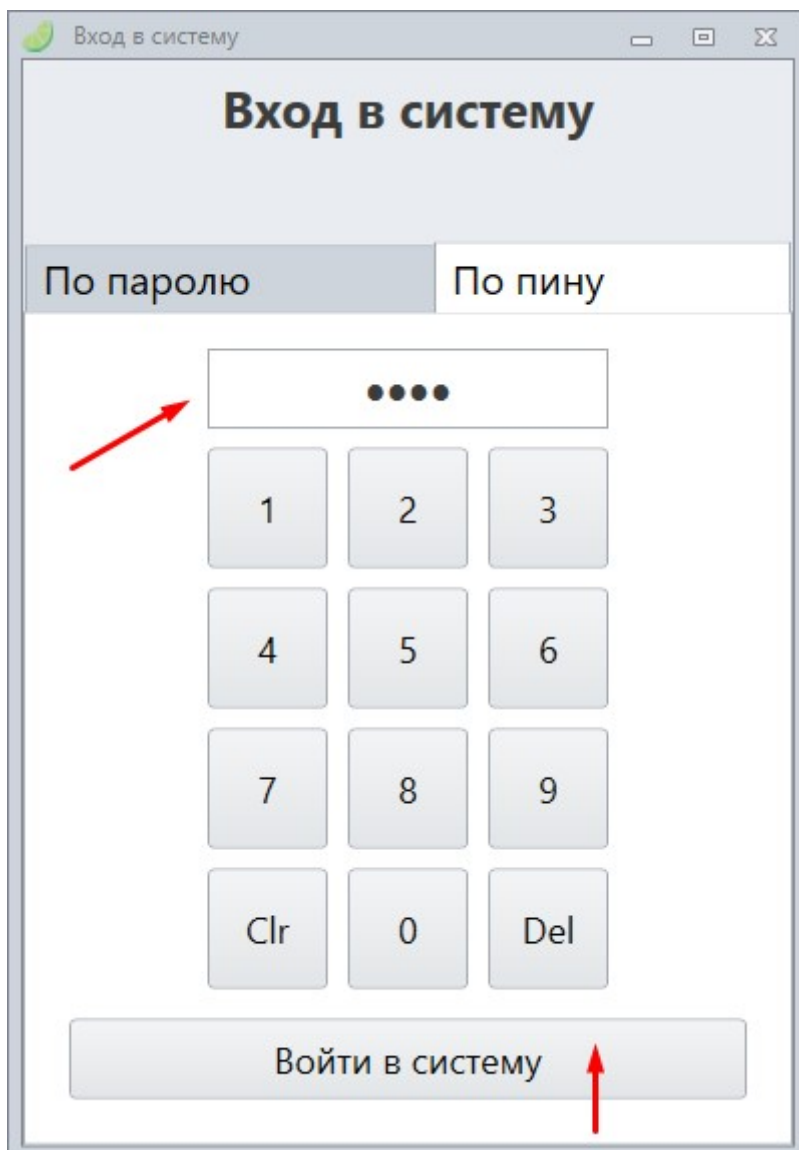 Вход в систему
Вход в систему
По паролю По пину
••••
1 2 3
4 5 6
7 8 9
Clr 0 Del
Войти в систему